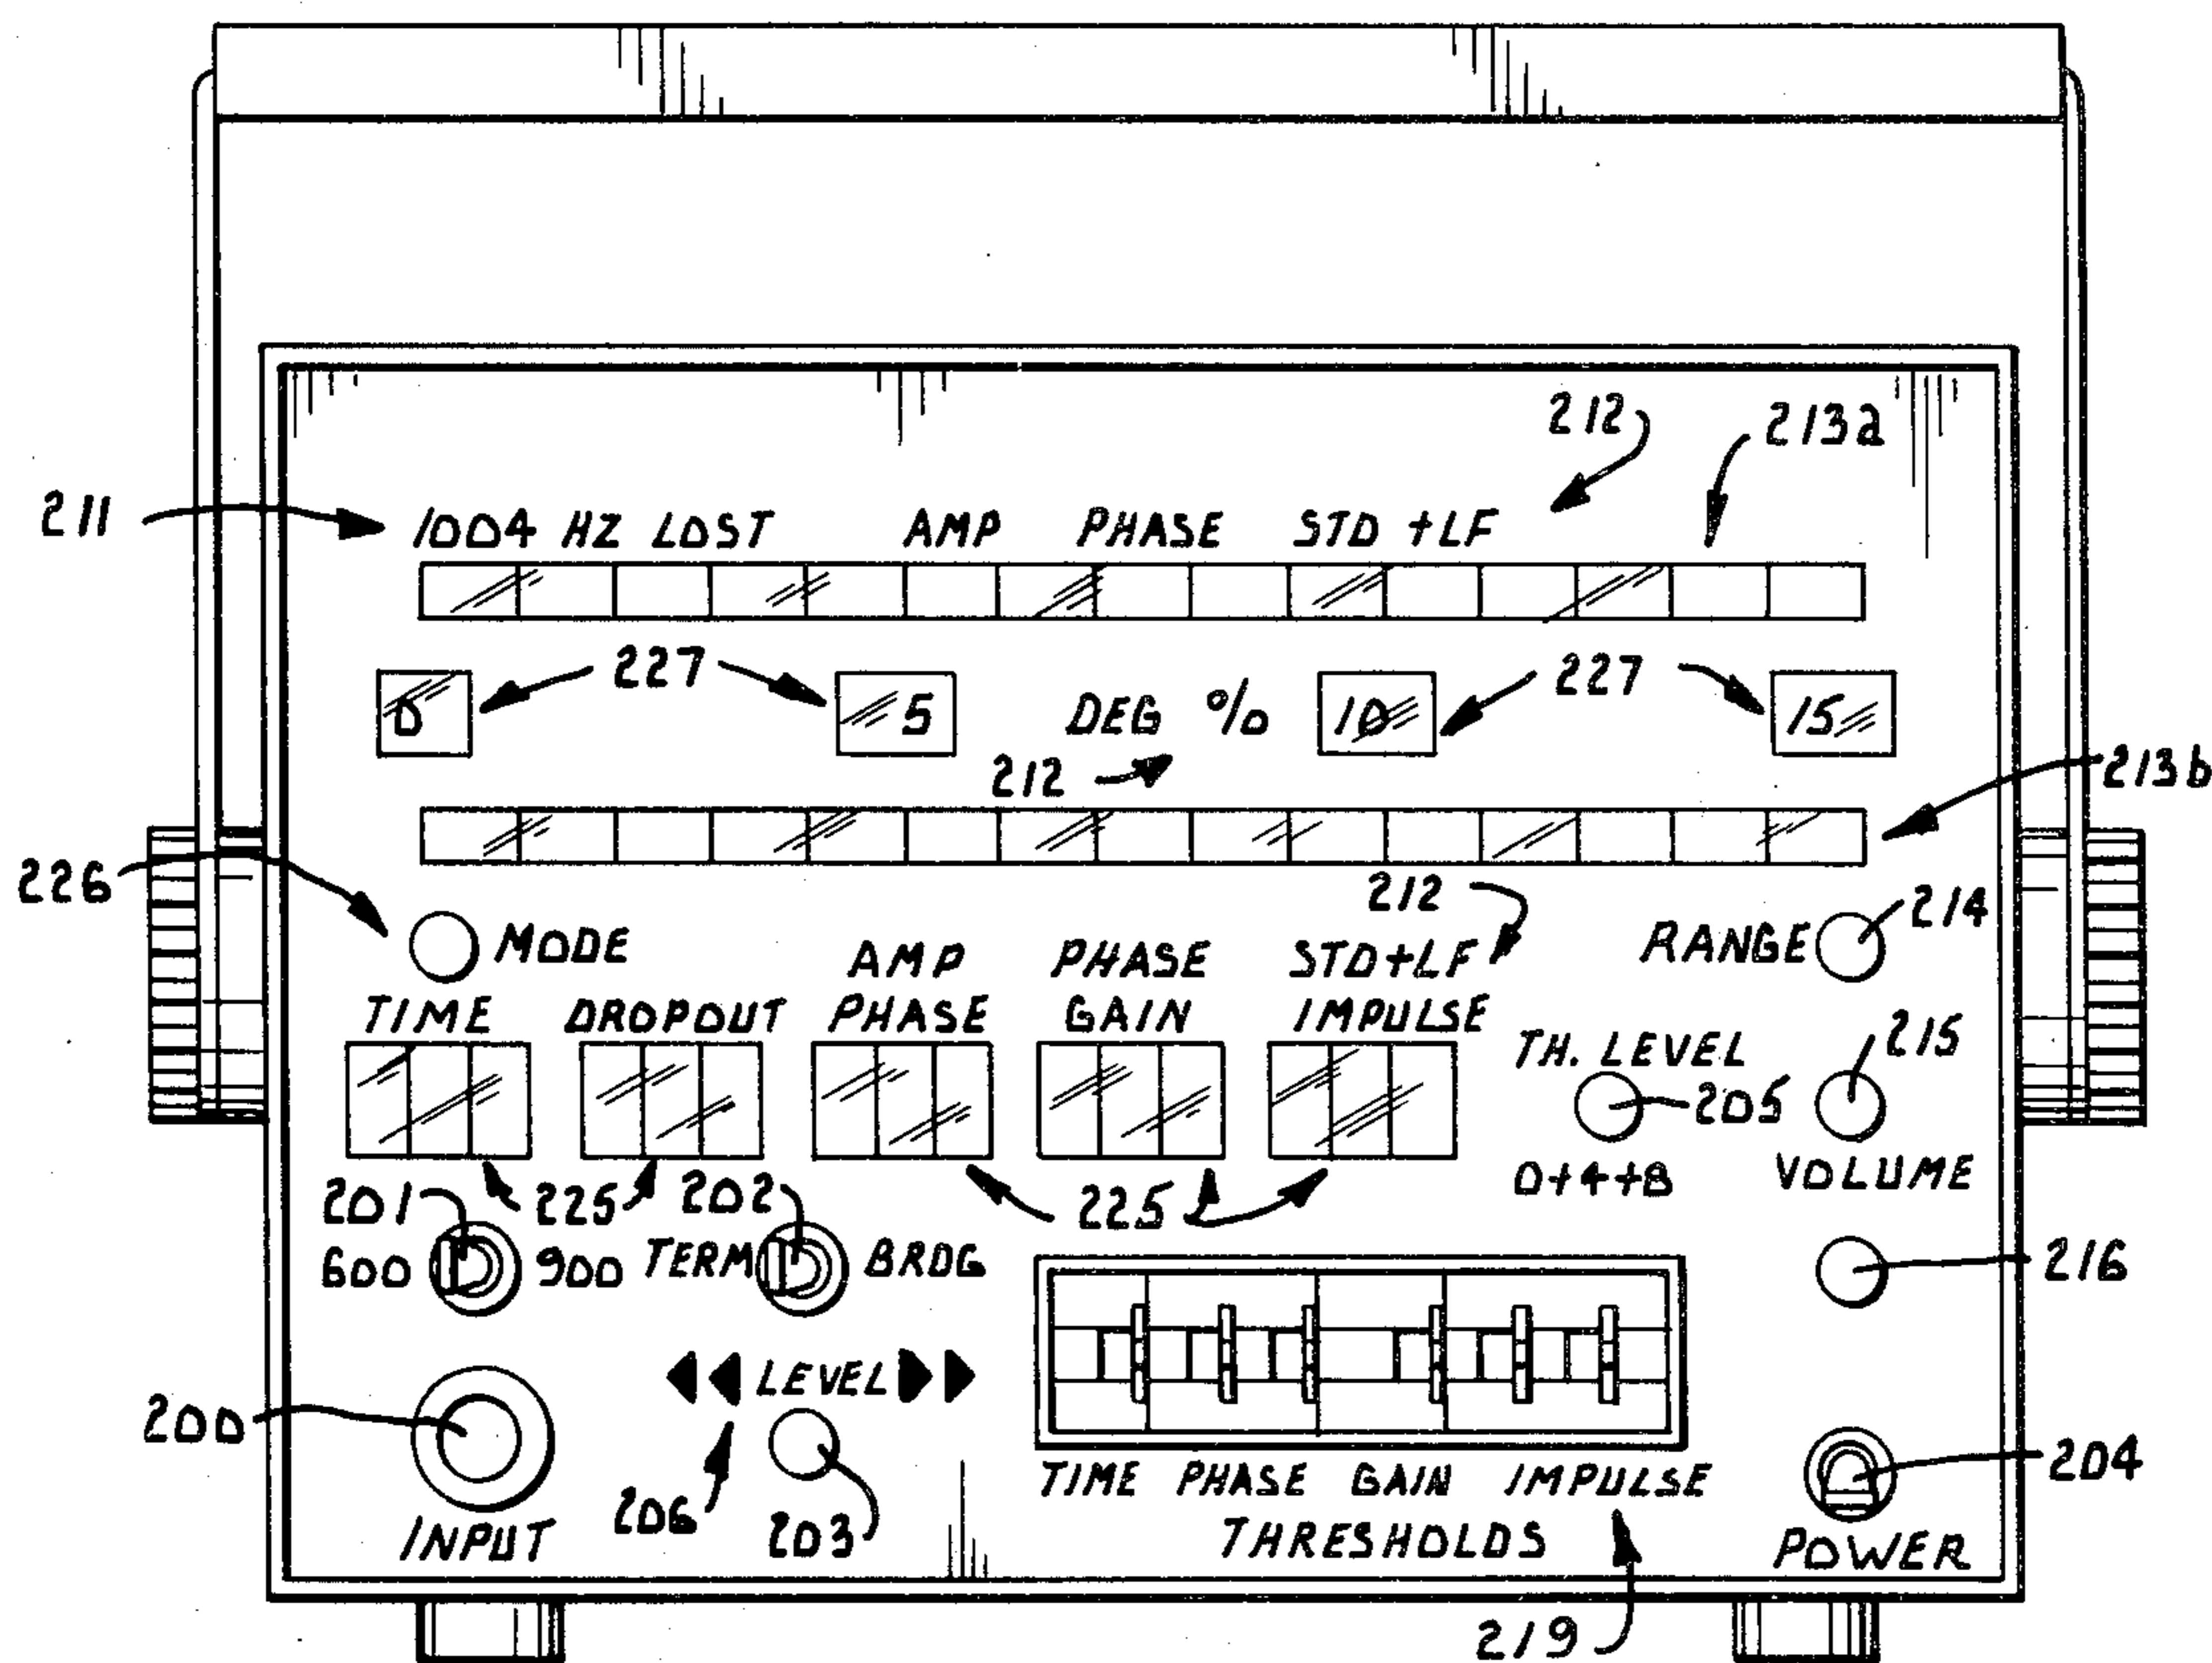 212 213a
211 1004 HZ LOST AMP PHASE STD +LF
227 227
0 5 DEG % 10 15
212
213b
226 212 214
MODE RANGE
AMP PHASE STD+LF
TIME DROPOUT PHASE GAIN IMPULSE
215
TH. LEVEL
205
0+4+8 VOLUME
201 225 202 225
600 900 TERM BRDG 216
LEVEL
200
204
TIME PHASE GAIN IMPULSE
206 203
INPUT THRESHOLDS POWER
219